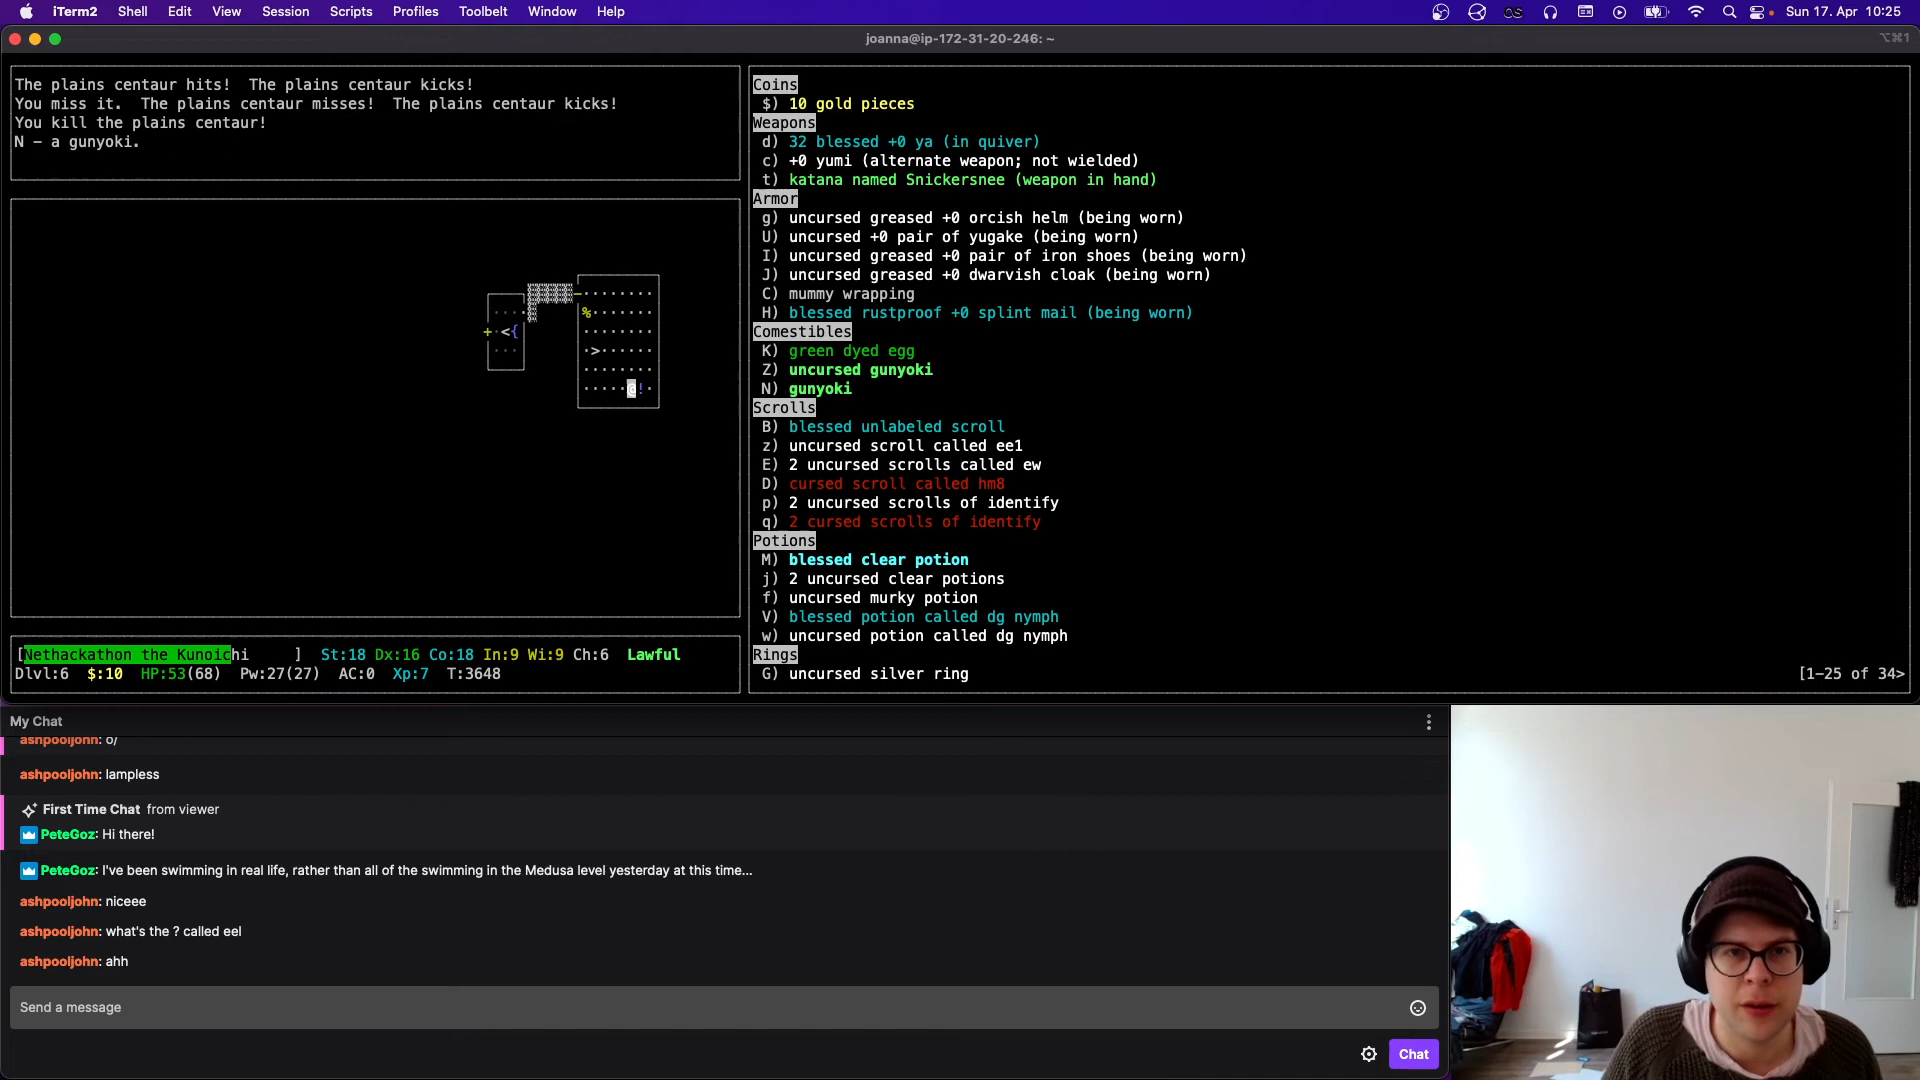 iTerm2 Shell Edit View Session Scripts Profiles Toolbelt Window Help Sun 17. Apr 10:25
joanna@ip-172-31-20-246: ~ ⌥⌘1
The plains centaur hits!  The plains centaur kicks!
You miss it.  The plains centaur misses!  The plains centaur kicks!
You kill the plains centaur!
N - a gunyoki.
[Nethackathon the Kunoichi     ]  St:18 Dx:16 Co:18 In:9 Wi:9 Ch:6  Lawful
Dlvl:6  $:10  HP:53(68)  Pw:27(27)  AC:0  Xp:7  T:3648
Coins
$) 10 gold pieces
Weapons
d) 32 blessed +0 ya (in quiver)
c) +0 yumi (alternate weapon; not wielded)
t) katana named Snickersnee (weapon in hand)
Armor
g) uncursed greased +0 orcish helm (being worn)
U) uncursed +0 pair of yugake (being worn)
I) uncursed greased +0 pair of iron shoes (being worn)
J) uncursed greased +0 dwarvish cloak (being worn)
C) mummy wrapping
H) blessed rustproof +0 splint mail (being worn)
Comestibles
K) green dyed egg
Z) uncursed gunyoki
N) gunyoki
Scrolls
B) blessed unlabeled scroll
z) uncursed scroll called ee1
E) 2 uncursed scrolls called ew
D) cursed scroll called hm8
p) 2 uncursed scrolls of identify
q) 2 cursed scrolls of identify
Potions
M) blessed clear potion
j) 2 uncursed clear potions
f) uncursed murky potion
V) blessed potion called dg nymph
w) uncursed potion called dg nymph
Rings
G) uncursed silver ring
[1-25 of 34>
My Chat
ashpooljohn: o/
ashpooljohn: lampless
First Time Chat from viewer
PeteGoz: Hi there!
PeteGoz: I've been swimming in real life, rather than all of the swimming in the Medusa level yesterday at this time...
ashpooljohn: niceee
ashpooljohn: what's the ? called eel
ashpooljohn: ahh
Send a message
Chat